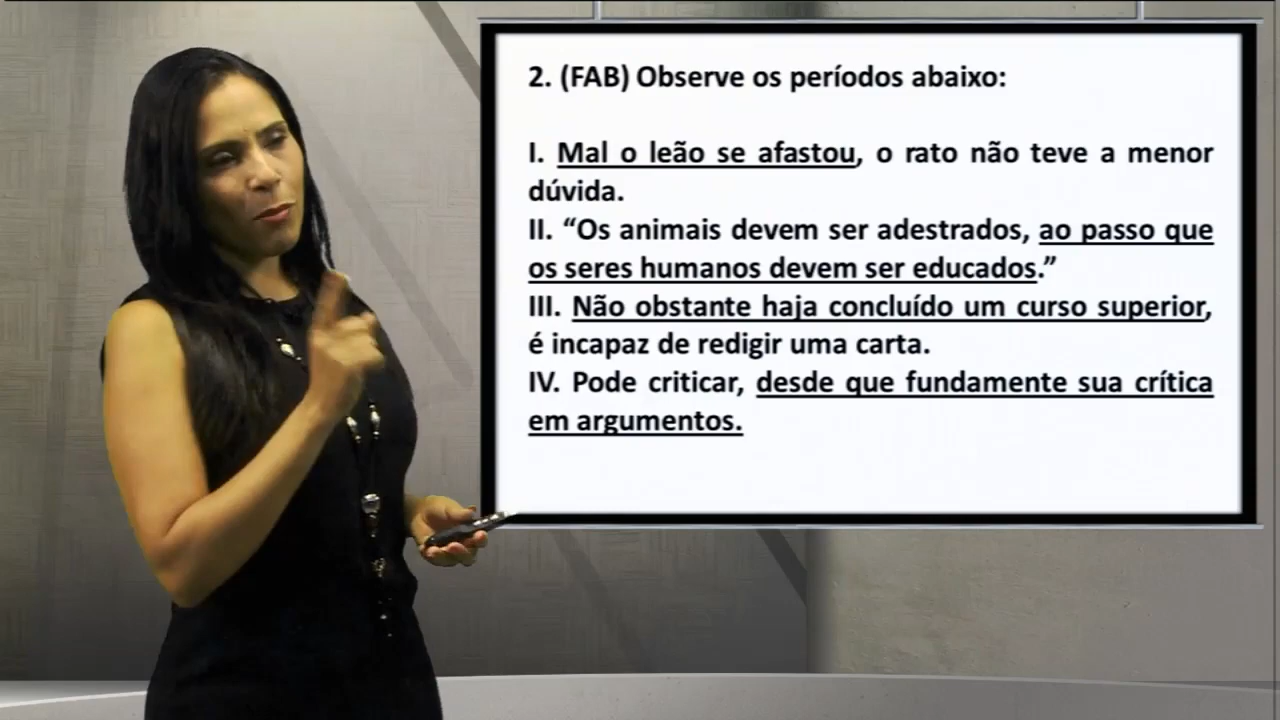 2. (FAB) Observe os períodos abaixo:
I. Mal o leão se afastou, o rato não teve a menor
dúvida.
II. “Os animais devem ser adestrados, ao passo que
os seres humanos devem ser educados.”
III. Não obstante haja concluído um curso superior,
é incapaz de redigir uma carta.
IV. Pode criticar, desde que fundamente sua crítica
em argumentos.